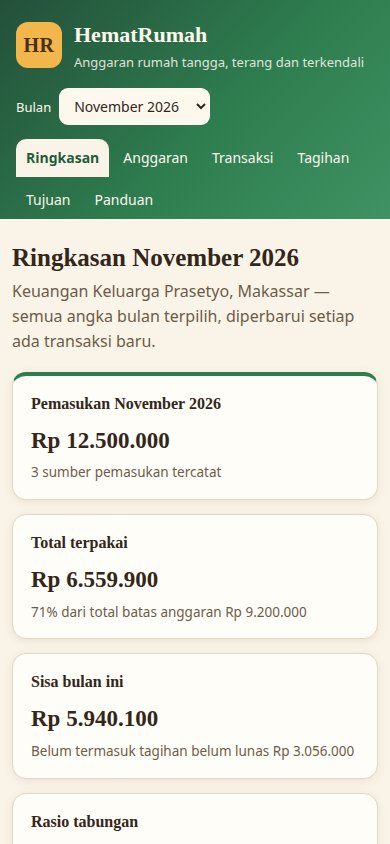 HR
HematRumah
Anggaran rumah tangga, terang dan terkendali
Bulan
November 2026
Ringkasan
Anggaran
Transaksi
Tagihan
Tujuan
Panduan
Ringkasan November 2026
Keuangan Keluarga Prasetyo, Makassar —
semua angka bulan terpilih, diperbarui setiap
ada transaksi baru.
Pemasukan November 2026
Rp 12.500.000
3 sumber pemasukan tercatat
Total terpakai
Rp 6.559.900
71% dari total batas anggaran Rp 9.200.000
Sisa bulan ini
Rp 5.940.100
Belum termasuk tagihan belum lunas Rp 3.056.000
Rasio tabungan